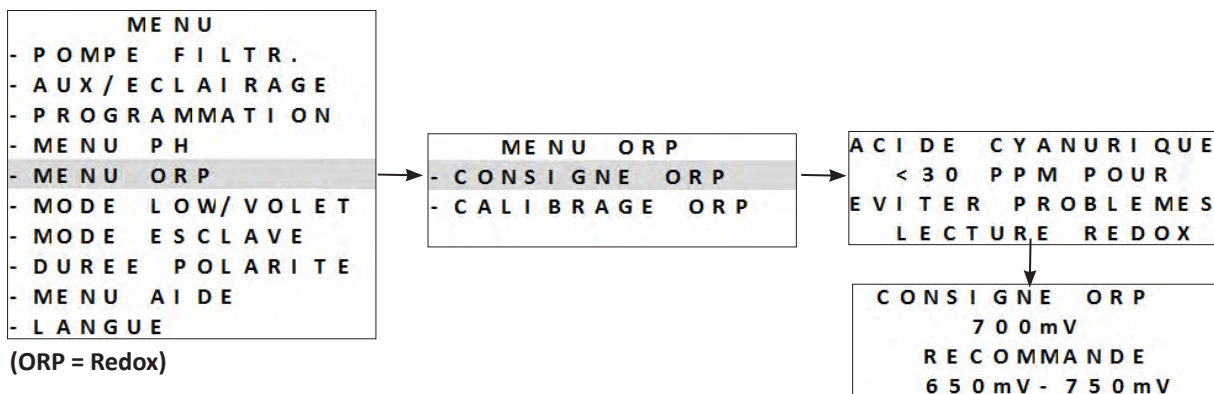 MENU
- POMPE FILTR.
- AUX/ECLAIRAGE
- PROGRAMMATION
- MENU PH
- MENU ORP
- MODE LOW/VOLET
- MODE ESCLAVE
- DUREE POLARITE
- MENU AIDE
- LANGUE
(ORP = Redox)
MENU ORP
- CONSIGNE ORP
- CALIBRAGE ORP
ACIDE CYANURIQUE
<30 PPM POUR
EVITER PROBLEMES
LECTURE REDOX
CONSIGNE ORP
700mV
RECOMMANDE
650mV-750mV